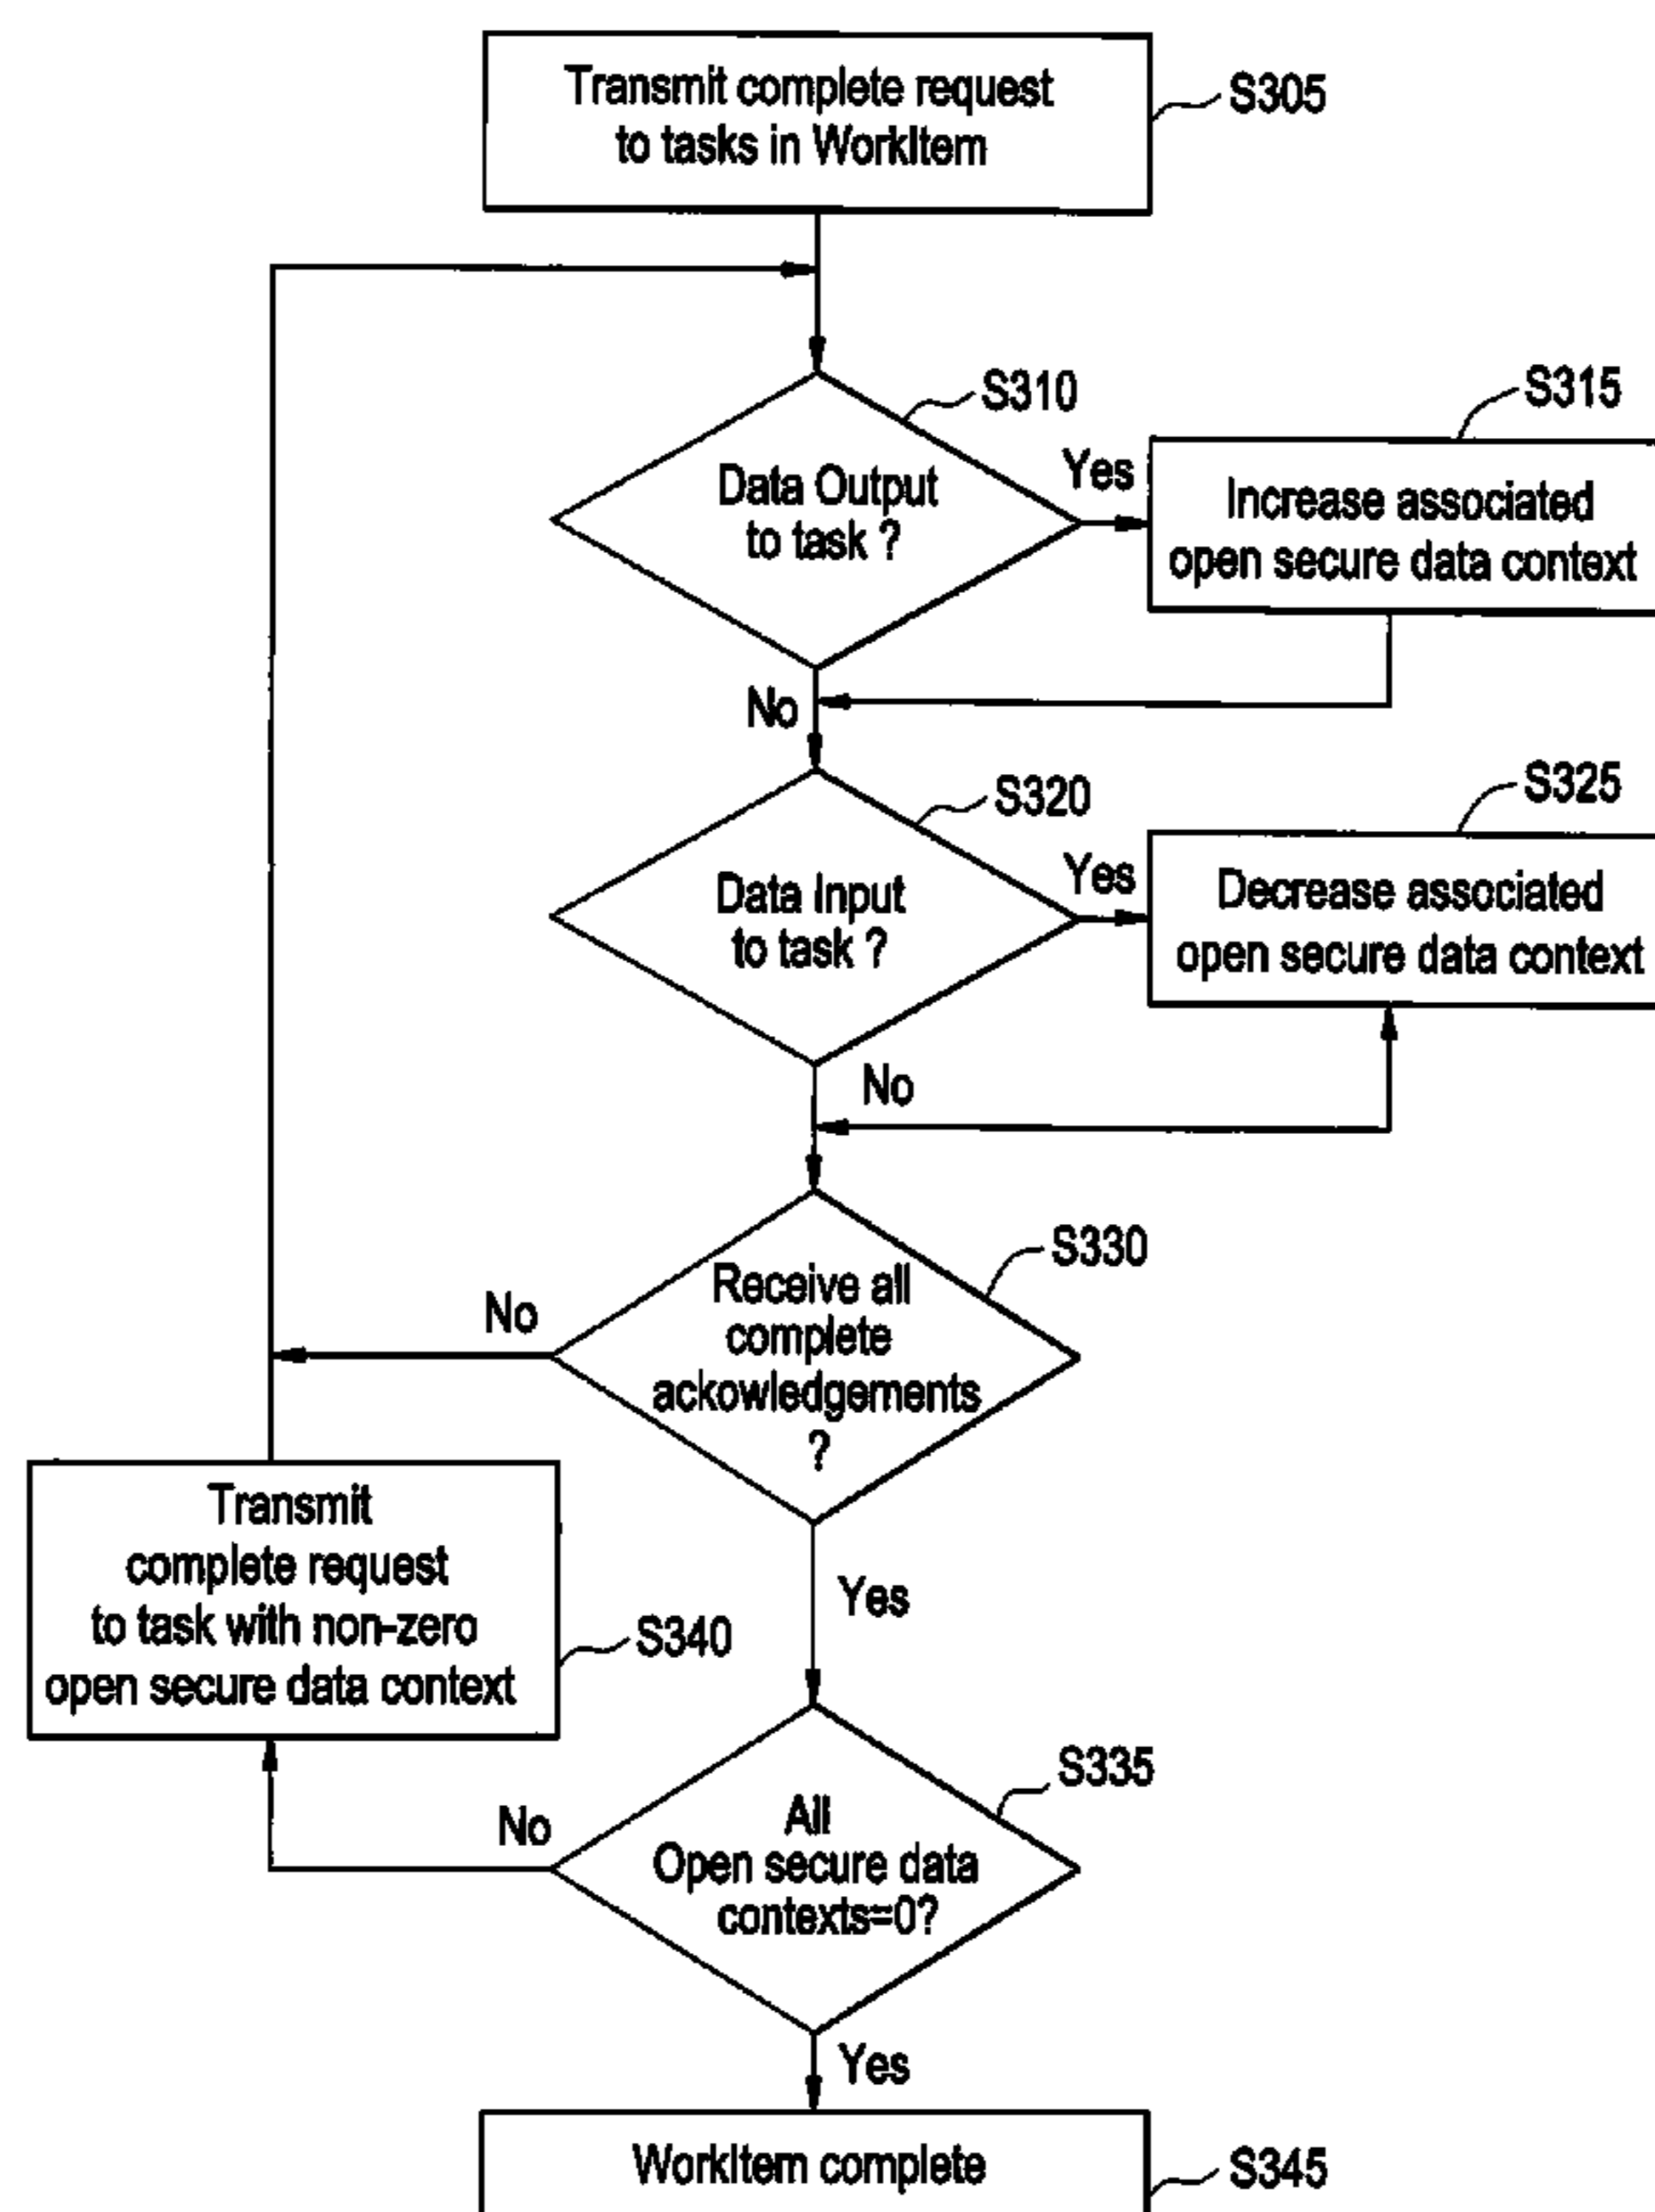 Transmit complete request
to tasks in WorkItem
S305
S310
Data Output
to task ?
Yes
S315
Increase associated
open secure data context
No
S320
Data Input
to task ?
Yes
S325
Decrease associated
open secure data context
No
S330
Receive all
complete
ackowledgements
?
No
Yes
Transmit
complete request
to task with non-zero
open secure data context
S340
S335
All
Open secure data
contexts=0?
No
Yes
WorkItem complete
S345